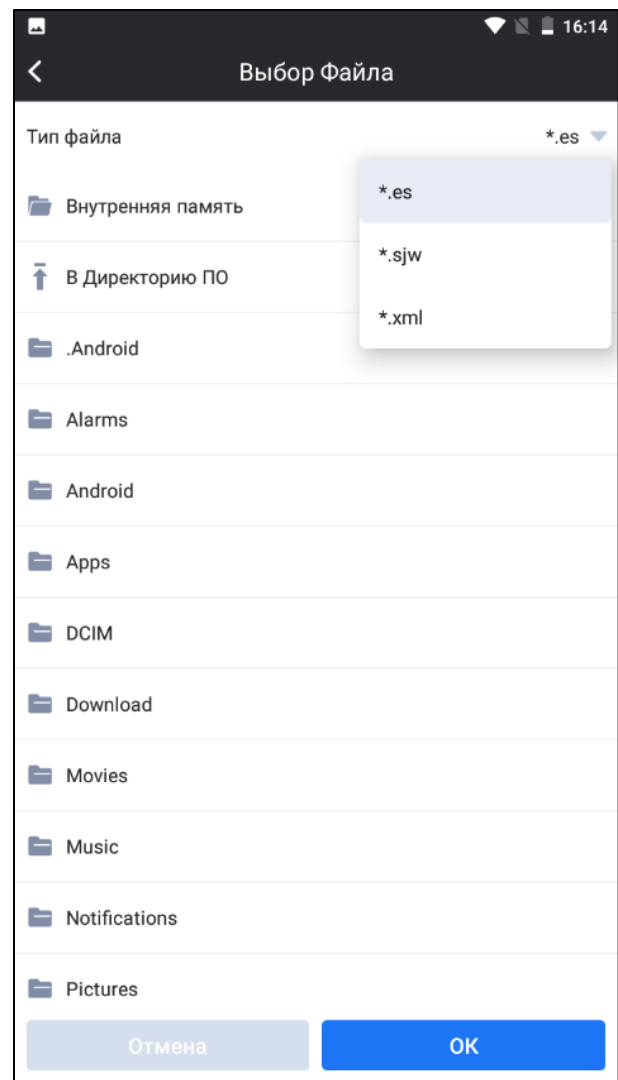 16:14
Выбор Файла
Тип файла *.es
*.es
Внутренняя память
*.sjw
В Директорию ПО
*.xml
.Android
Alarms
Android
Apps
DCIM
Download
Movies
Music
Notifications
Pictures
Отмена OK